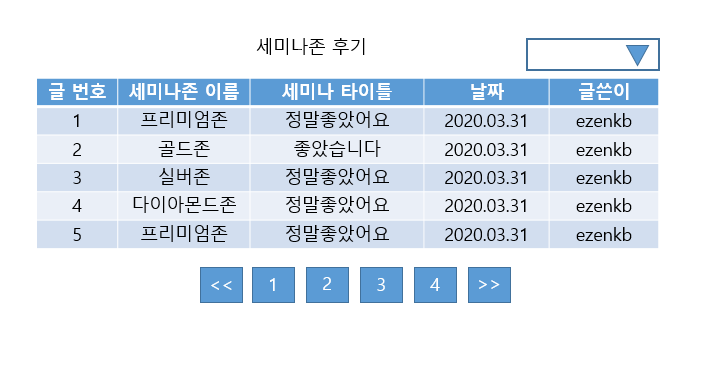 세미나존 후기
글 번호 세미나존 이름 세미나 타이틀 날짜 글쓴이
1 프리미엄존 정말좋았어요 2020.03.31 ezenkb
2 골드존 좋았습니다 2020.03.31 ezenkb
3 실버존 정말좋았어요 2020.03.31 ezenkb
4 다이아몬드존 정말좋았어요 2020.03.31 ezenkb
5 프리미엄존 정말좋았어요 2020.03.31 ezenkb
<< 1 2 3 4 >>